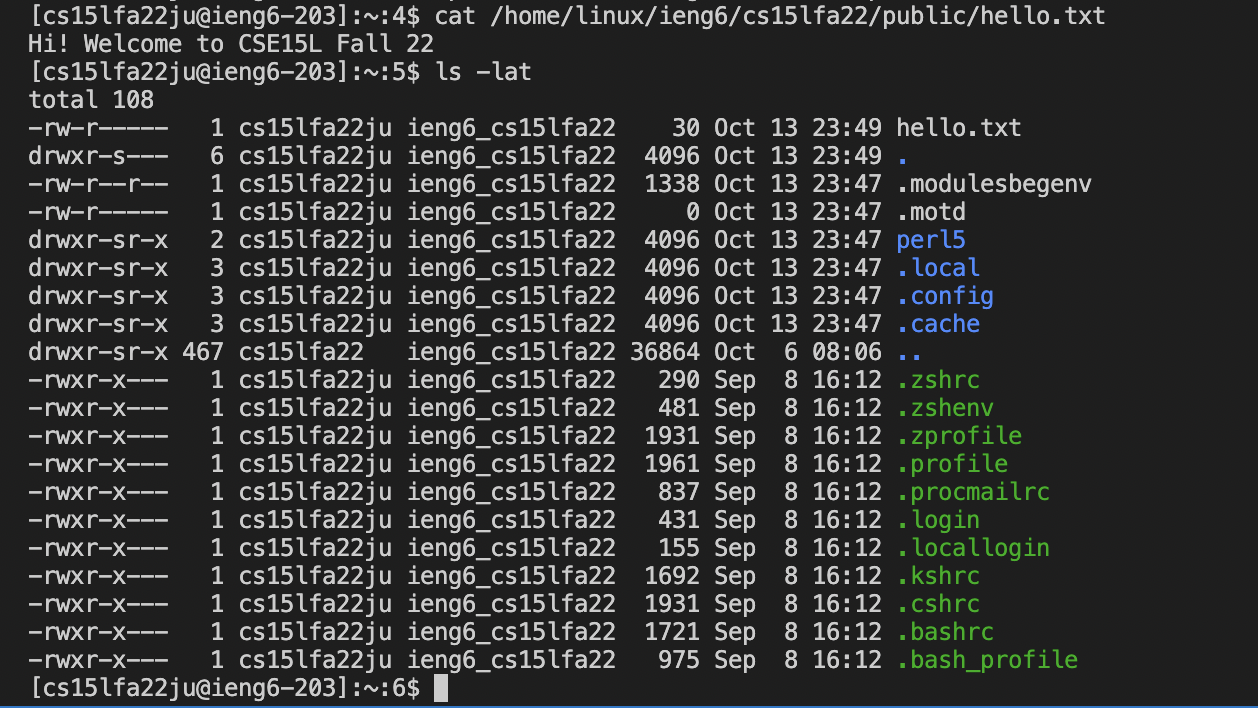 [cs15lfa22ju@ieng6-203]:~:4$ cat /home/linux/ieng6/cs15lfa22/public/hello.txt
Hi! Welcome to CSE15L Fall 22
[cs15lfa22ju@ieng6-203]:~:5$ ls -lat
total 108
-rw-r-----   1 cs15lfa22ju ieng6_cs15lfa22    30 Oct 13 23:49 hello.txt
drwxr-s---   6 cs15lfa22ju ieng6_cs15lfa22  4096 Oct 13 23:49 .
-rw-r--r--   1 cs15lfa22ju ieng6_cs15lfa22  1338 Oct 13 23:47 .modulesbegenv
-rw-r-----   1 cs15lfa22ju ieng6_cs15lfa22     0 Oct 13 23:47 .motd
drwxr-sr-x   2 cs15lfa22ju ieng6_cs15lfa22  4096 Oct 13 23:47 perl5
drwxr-sr-x   3 cs15lfa22ju ieng6_cs15lfa22  4096 Oct 13 23:47 .local
drwxr-sr-x   3 cs15lfa22ju ieng6_cs15lfa22  4096 Oct 13 23:47 .config
drwxr-sr-x   3 cs15lfa22ju ieng6_cs15lfa22  4096 Oct 13 23:47 .cache
drwxr-sr-x 467 cs15lfa22   ieng6_cs15lfa22 36864 Oct  6 08:06 ..
-rwxr-x---   1 cs15lfa22ju ieng6_cs15lfa22   290 Sep  8 16:12 .zshrc
-rwxr-x---   1 cs15lfa22ju ieng6_cs15lfa22   481 Sep  8 16:12 .zshenv
-rwxr-x---   1 cs15lfa22ju ieng6_cs15lfa22  1931 Sep  8 16:12 .zprofile
-rwxr-x---   1 cs15lfa22ju ieng6_cs15lfa22  1961 Sep  8 16:12 .profile
-rwxr-x---   1 cs15lfa22ju ieng6_cs15lfa22   837 Sep  8 16:12 .procmailrc
-rwxr-x---   1 cs15lfa22ju ieng6_cs15lfa22   431 Sep  8 16:12 .login
-rwxr-x---   1 cs15lfa22ju ieng6_cs15lfa22   155 Sep  8 16:12 .locallogin
-rwxr-x---   1 cs15lfa22ju ieng6_cs15lfa22  1692 Sep  8 16:12 .kshrc
-rwxr-x---   1 cs15lfa22ju ieng6_cs15lfa22  1931 Sep  8 16:12 .cshrc
-rwxr-x---   1 cs15lfa22ju ieng6_cs15lfa22  1721 Sep  8 16:12 .bashrc
-rwxr-x---   1 cs15lfa22ju ieng6_cs15lfa22   975 Sep  8 16:12 .bash_profile
[cs15lfa22ju@ieng6-203]:~:6$